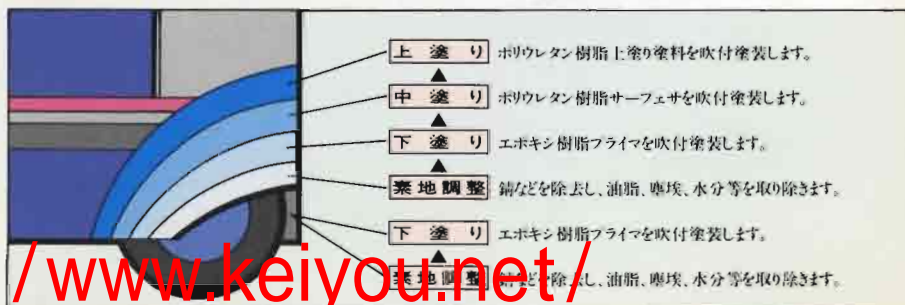 上塗り ポリウレタン樹脂上塗り塗料を吹付塗装します。
▲
中塗り ポリウレタン樹脂サーフェサを吹付塗装します。
▲
下塗り エポキシ樹脂プライマを吹付塗装します。
▲
素地調整 錆などを除去し、油脂、塵埃、水分等を取り除きます。
下塗り エポキシ樹脂プライマを吹付塗装します。
▲
素地調整 錆などを除去し、油脂、塵埃、水分等を取り除きます。
/www.keiyou.net/